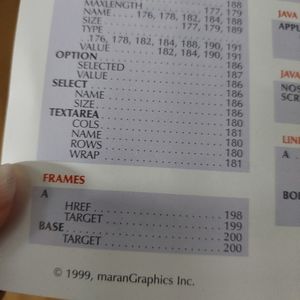 MAXLENGTH 188
NAME 177, 179
176, 178, 182, 184, 188
SIZE
TYPE 177, 179, 189
176, 178, 182, 184, 188, 190, 191
VALUE 182, 184, 190, 191
OPTION 186
SELECTED 186
VALUE 187
SELECT 186
NAME 186
SIZE 186
TEXTAREA 180
COLS 181
NAME 180
ROWS 180
WRAP 181
FRAMES
A
HREF 198
TARGET 199
BASE 200
TARGET 200
© 1999, maranGraphics Inc.
JAVA
APPL
JAVA
NOS
SCR
LIN
A
BO